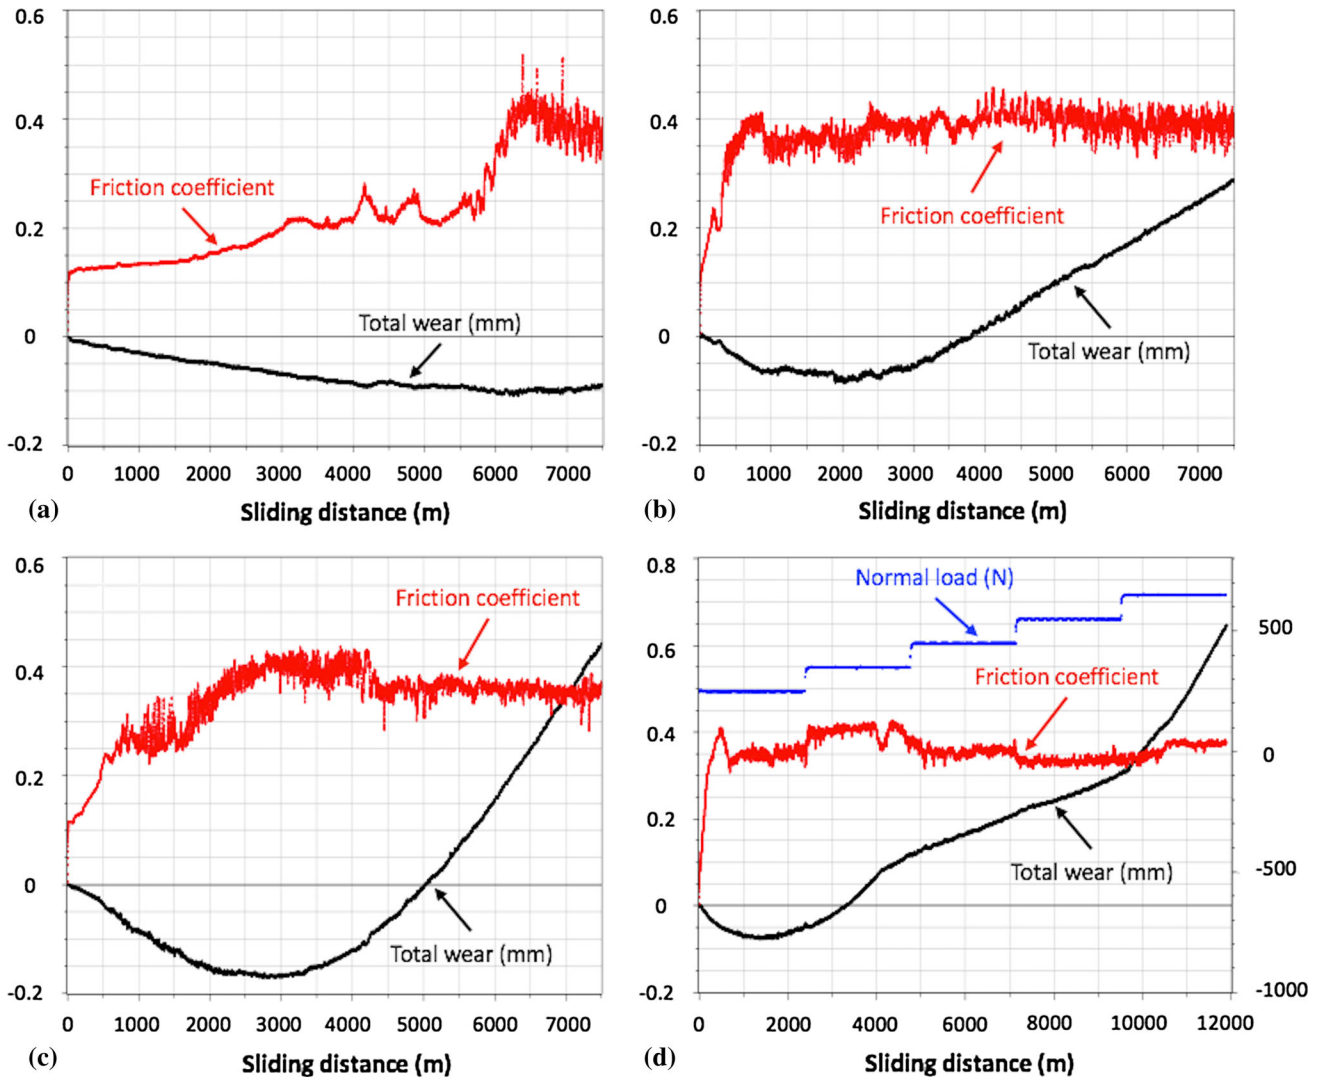 0.6
0.4
Friction coefficient
0.2
Total wear (mm)
0
-0.2
0 1000 2000 3000 4000 5000 6000 7000
(a) Sliding distance (m)
0.6
0.4
Friction coefficient
0.2
0
Total wear (mm)
-0.2
0 1000 2000 3000 4000 5000 6000 7000
(b) Sliding distance (m)
0.6
Friction coefficient
0.4
0.2
0
Total wear (mm)
-0.2
0 1000 2000 3000 4000 5000 6000 7000
(c) Sliding distance (m)
0.8
Normal load (N)
0.6 500
Friction coefficient
0.4 0
0.2
Total wear (mm) -500
0
-0.2 -1000
0 2000 4000 6000 8000 10000 12000
(d) Sliding distance (m)